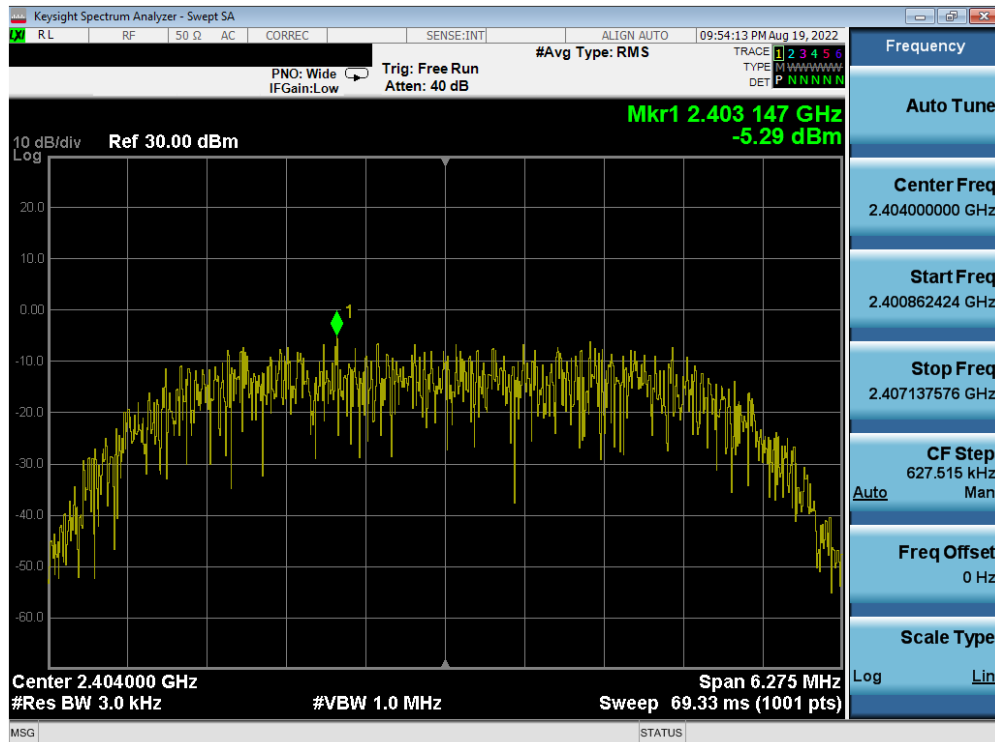 Keysight Spectrum Analyzer - Swept SA
LXI RL RF 50 Ω AC CORREC SENSE:INT ALIGN AUTO 09:54:13 PM Aug 19, 2022
#Avg Type: RMS TRACE 1 2 3 4 5 6
PNO: Wide Trig: Free Run TYPE M WWWWW
IFGain:Low Atten: 40 dB DET P N N N N N
Mkr1 2.403 147 GHz
-5.29 dBm
10 dB/div Ref 30.00 dBm
Log
20.0
10.0
0.00
1
-10.0
-20.0
-30.0
-40.0
-50.0
-60.0
Center 2.404000 GHz Span 6.275 MHz
#Res BW 3.0 kHz #VBW 1.0 MHz Sweep 69.33 ms (1001 pts)
MSG STATUS
Frequency
Auto Tune
Center Freq
2.404000000 GHz
Start Freq
2.400862424 GHz
Stop Freq
2.407137576 GHz
CF Step
627.515 kHz
Auto Man
Freq Offset
0 Hz
Scale Type
Log Lin